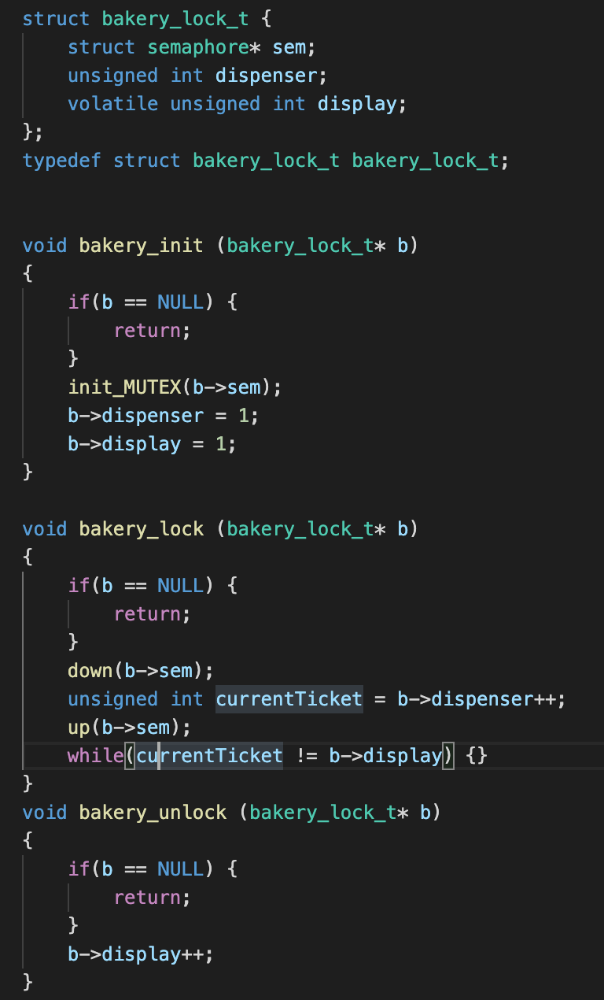 struct bakery_lock_t {
    struct semaphore* sem;
    unsigned int dispenser;
    volatile unsigned int display;
};
typedef struct bakery_lock_t bakery_lock_t;
void bakery_init (bakery_lock_t* b)
{
    if(b == NULL) {
        return;
    }
    init_MUTEX(b->sem);
    b->dispenser = 1;
    b->display = 1;
}
void bakery_lock (bakery_lock_t* b)
{
    if(b == NULL) {
        return;
    }
    down(b->sem);
    unsigned int currentTicket = b->dispenser++;
    up(b->sem);
    while(currentTicket != b->display) {}
}
void bakery_unlock (bakery_lock_t* b)
{
    if(b == NULL) {
        return;
    }
    b->display++;
}